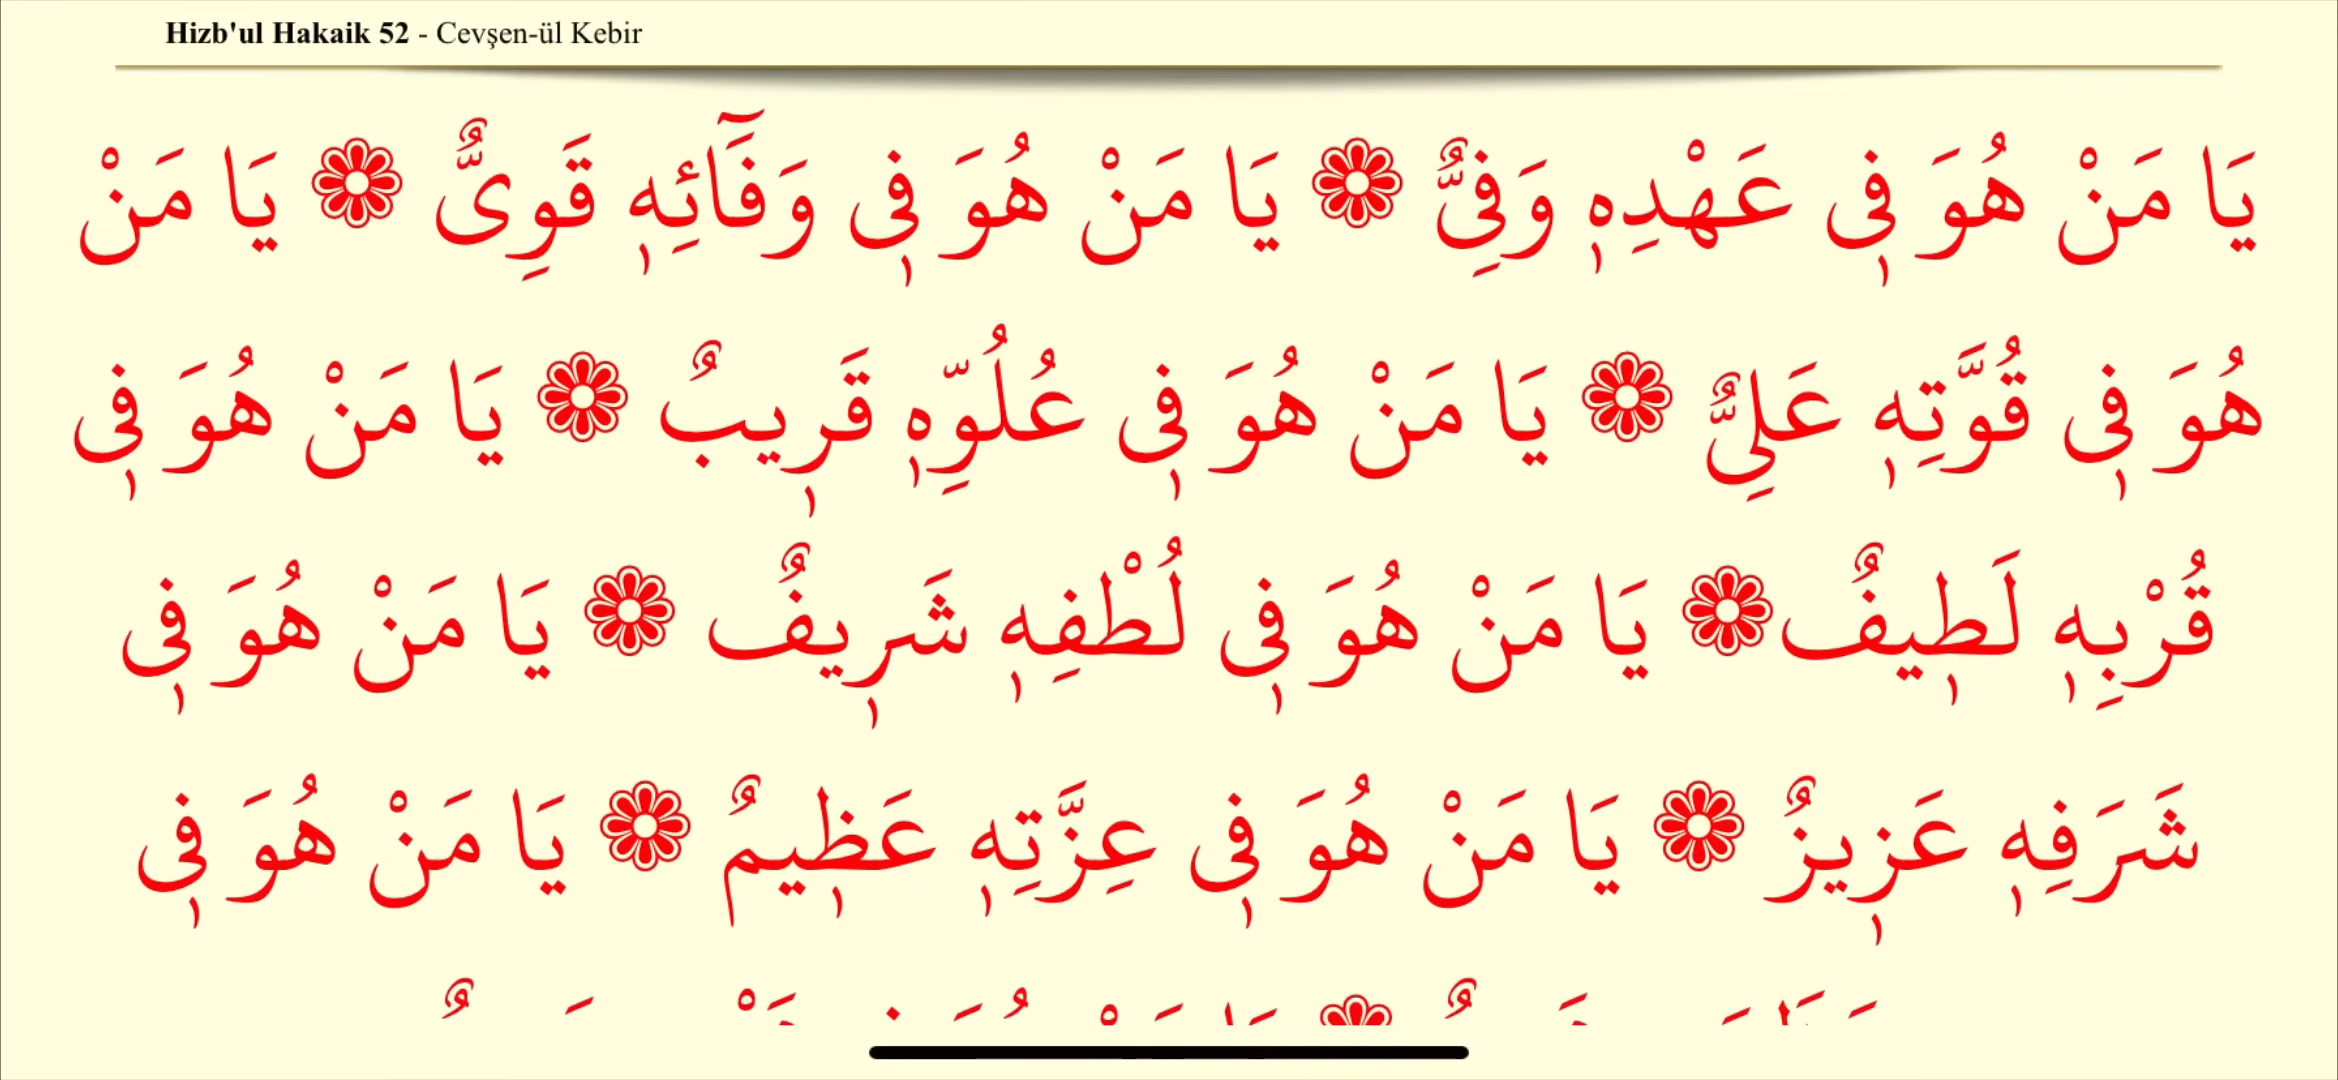 Hizb'ul Hakaik 52 - Cevşen-ül Kebir
يَا مَنْ هُوَ فٖى عَهْدِهٖ وَفِىٌّ ❁ يَا مَنْ هُوَ فٖى وَفَٓائِهٖ قَوِىٌّ ❁ يَا مَنْ
هُوَ فٖى قُوَّتِهٖ عَلِىٌّ ❁ يَا مَنْ هُوَ فٖى عُلُوِّهٖ قَرٖيبٌ ❁ يَا مَنْ هُوَ فٖى
قُرْبِهٖ لَطٖيفٌ ❁ يَا مَنْ هُوَ فٖى لُطْفِهٖ شَرٖيفٌ ❁ يَا مَنْ هُوَ فٖى
شَرَفِهٖ عَزٖيزٌ ❁ يَا مَنْ هُوَ فٖى عِزَّتِهٖ عَظٖيمٌ ❁ يَا مَنْ هُوَ فٖى